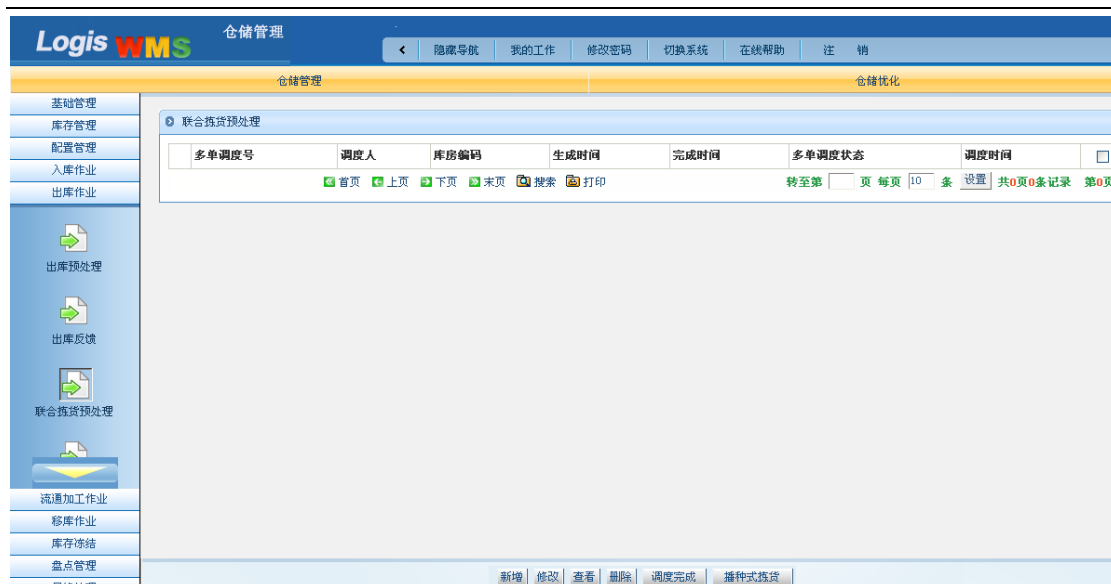 Logis WMS 仓储管理
隐藏导航 我的工作 修改密码 切换系统 在线帮助 注 销
仓储管理 仓储优化
基础管理
库存管理
配置管理
入库作业
出库作业
出库预处理
出库反馈
联合拣货预处理
流通加工作业
移库作业
库存冻结
盘点管理
联合拣货预处理
多单调度号 调度人 库房编码 生成时间 完成时间 多单调度状态 调度时间
首页 上页 下页 末页 搜索 打印 转至第 页 每页 10 条 设置 共0页0条记录 第0页
新增 修改 查看 删除 调度完成 播种式拣货